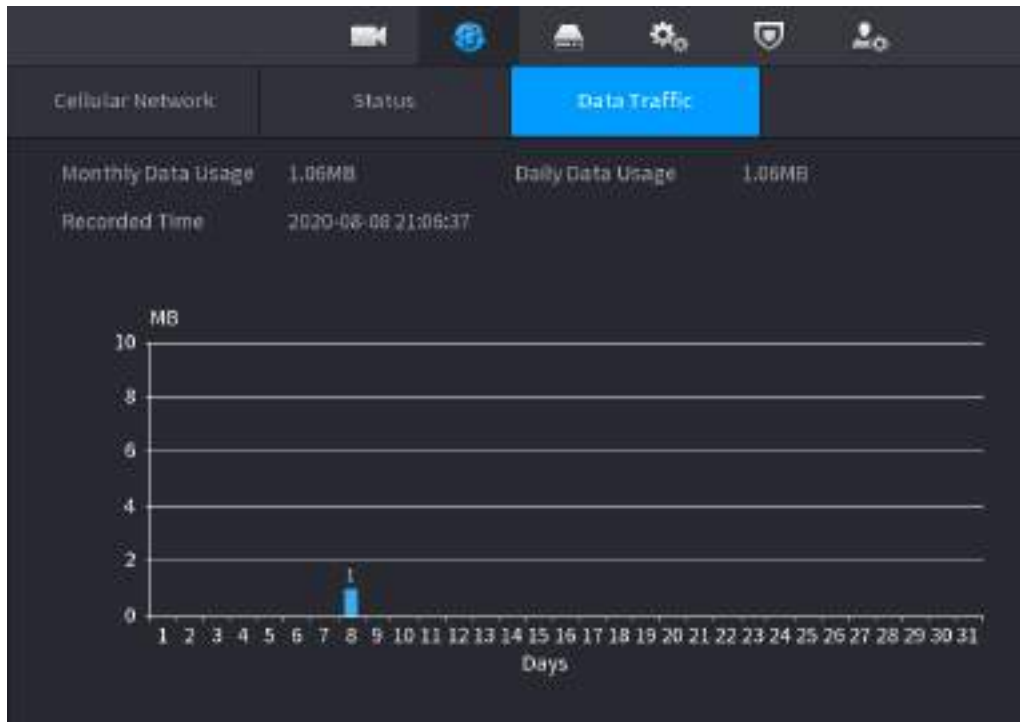 Cellular Network Status Data Traffic
Monthly Data Usage 1.06MB Daily Data Usage 1.06MB
Recorded Time 2020-08-08 21:06:37
MB
10
8
6
4
2
1
0
1 2 3 4 5 6 7 8 9 10 11 12 13 14 15 16 17 18 19 20 21 22 23 24 25 26 27 28 29 30 31
Days